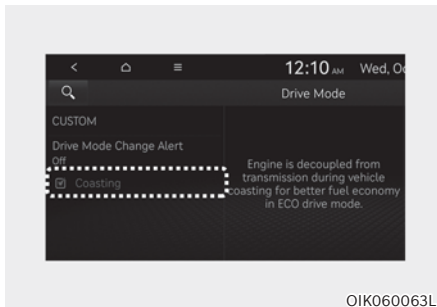 12:10 AM Wed, Oc
Drive Mode
CUSTOM
Drive Mode Change Alert
Off
Coasting
Engine is decoupled from
transmission during vehicle
coasting for better fuel economy
in ECO drive mode.
OIK060063L